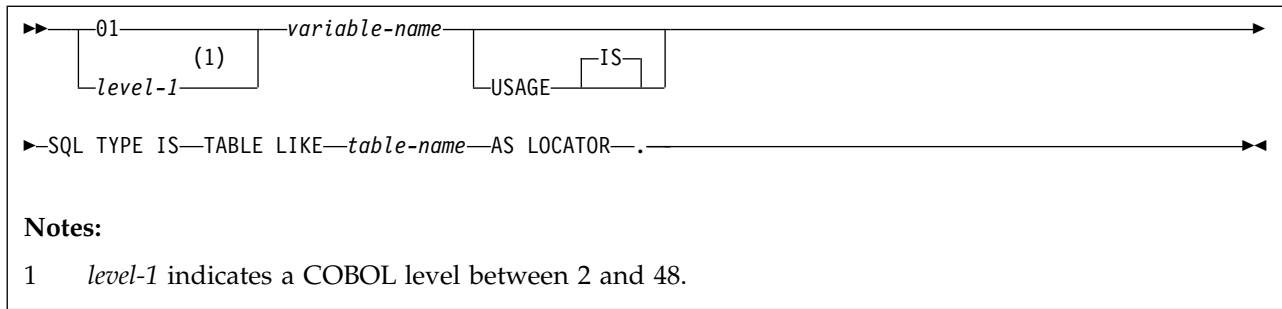 01 variable-name
(1) IS
level-1 USAGE
SQL TYPE IS TABLE LIKE table-name AS LOCATOR .
Notes:
1 level-1 indicates a COBOL level between 2 and 48.